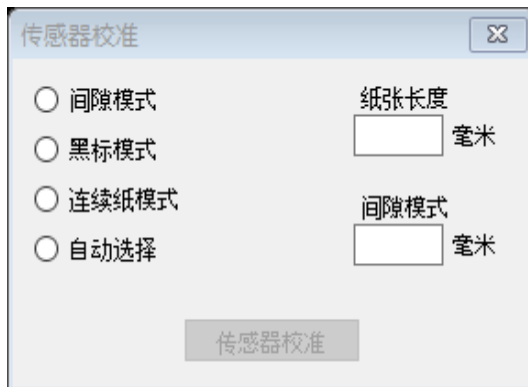 传感器校准
间隙模式
黑标模式
连续纸模式
自动选择
纸张长度
毫米
间隙模式
毫米
传感器校准